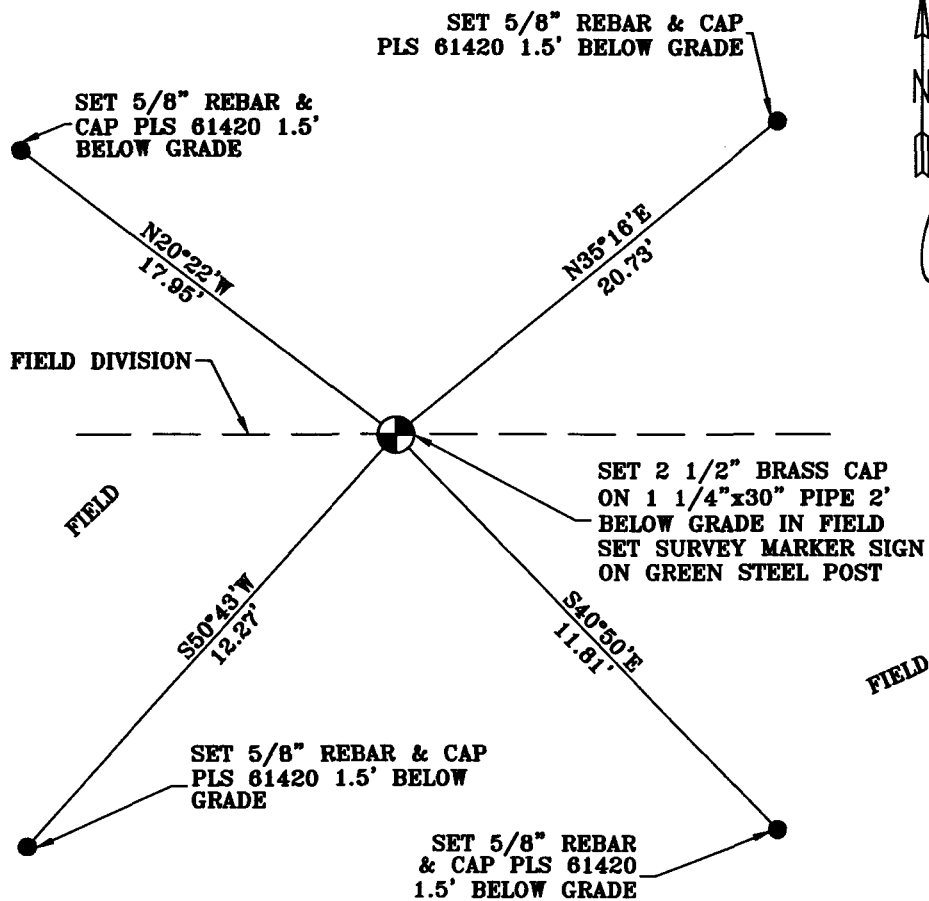 SET 5/8" REBAR & CAP
PLS 61420 1.5' BELOW GRADE
N
SET 5/8" REBAR &
CAP PLS 61420 1.5'
BELOW GRADE
N20°22'W
17.95'
N35°16'E
20.73'
FIELD DIVISION
FIELD
SET 2 1/2" BRASS CAP
ON 1 1/4"x30" PIPE 2'
BELOW GRADE IN FIELD
SET SURVEY MARKER SIGN
ON GREEN STEEL POST
S50°43'W
12.27'
S40°50'E
11.81'
FIELD
SET 5/8" REBAR & CAP
PLS 61420 1.5' BELOW
GRADE
SET 5/8" REBAR
& CAP PLS 61420
1.5' BELOW GRADE